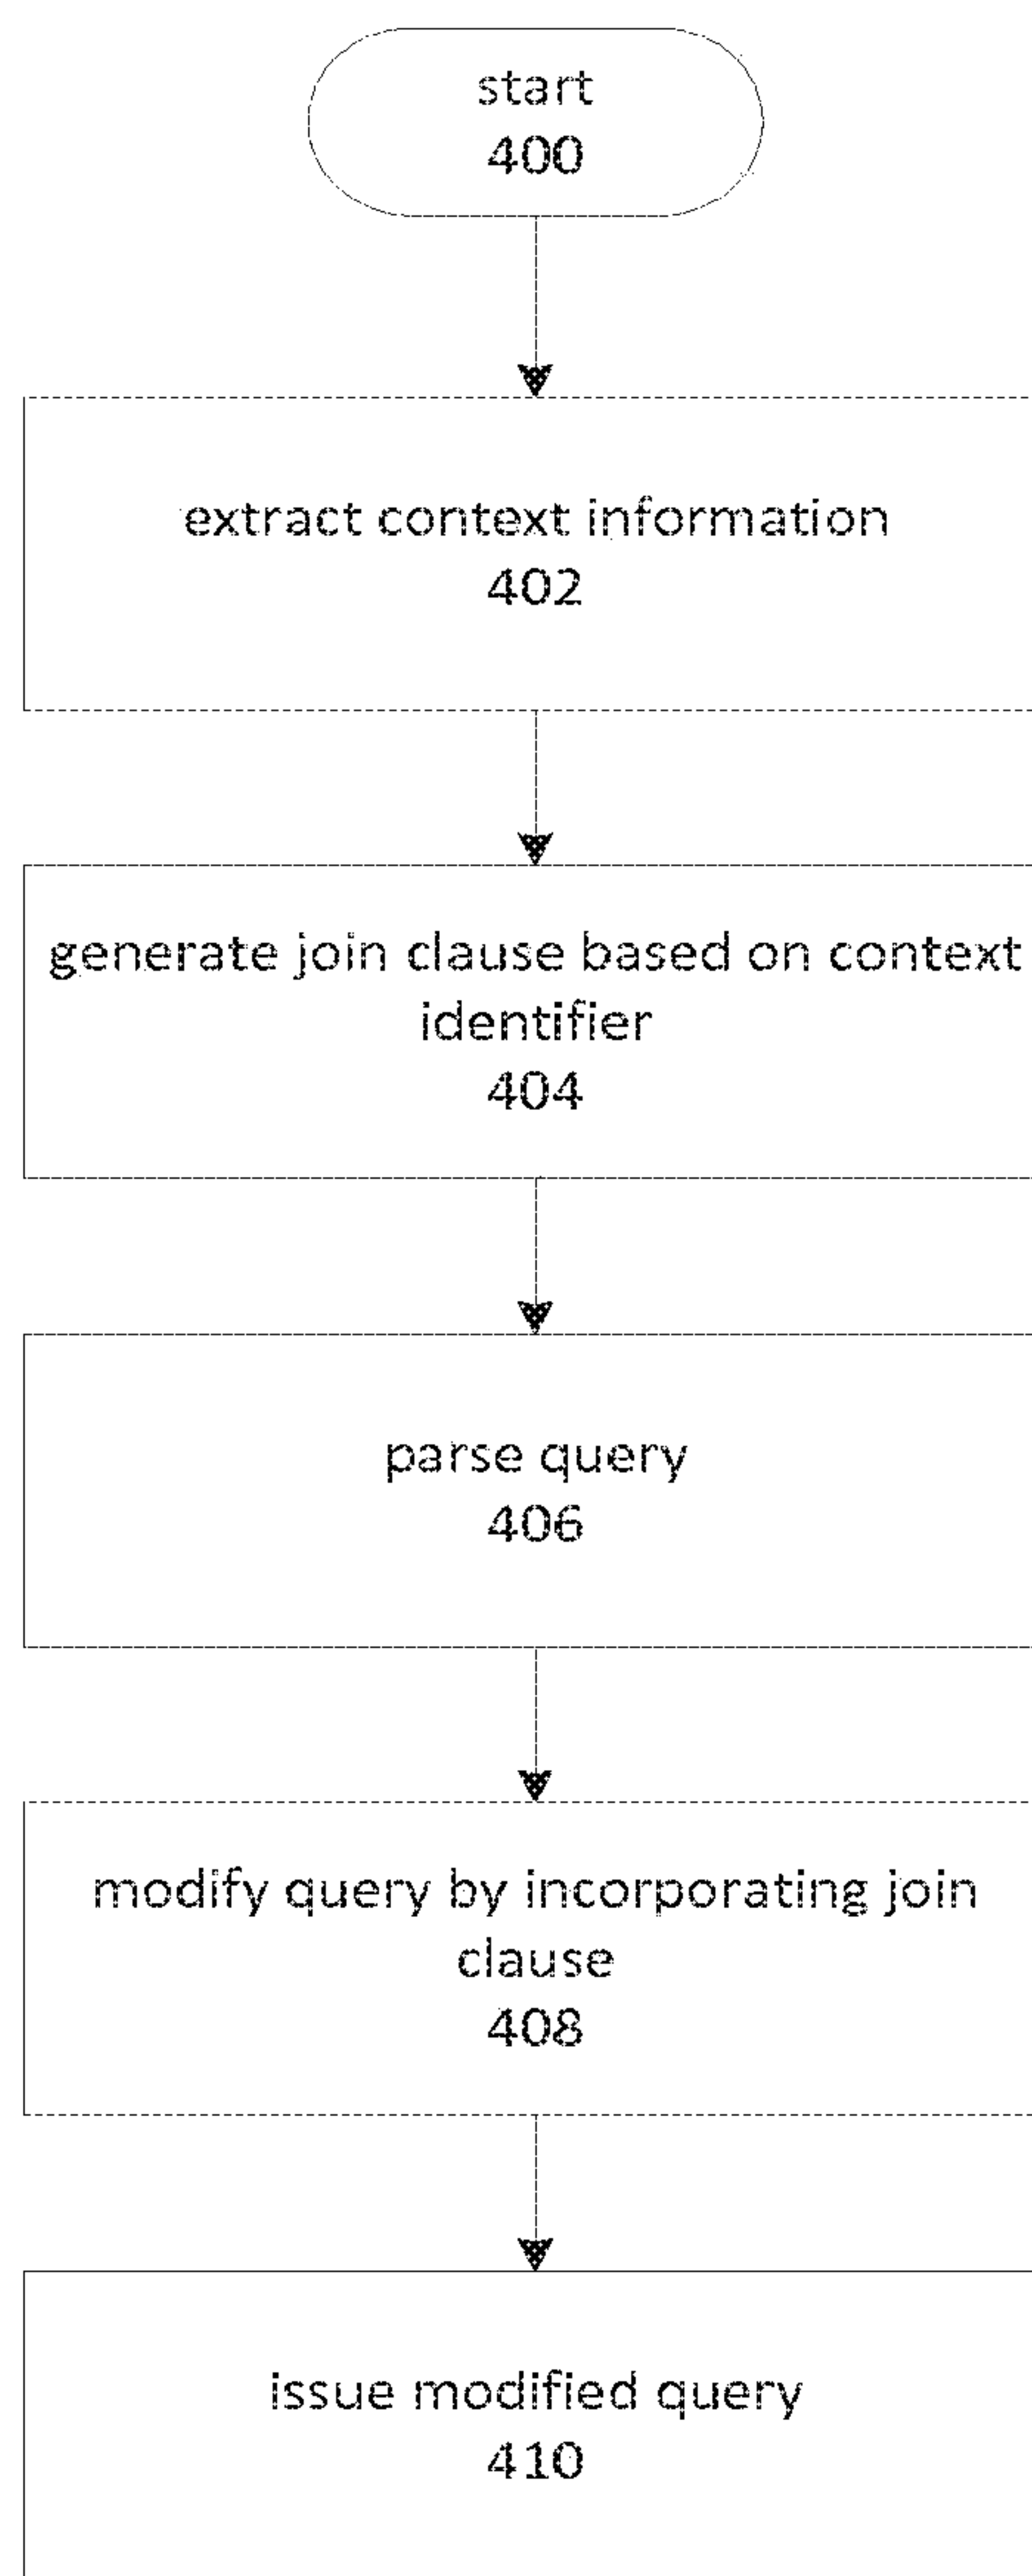 start
400
extract context information
402
generate join clause based on context
identifier
404
parse query
406
modify query by incorporating join
clause
408
issue modified query
410